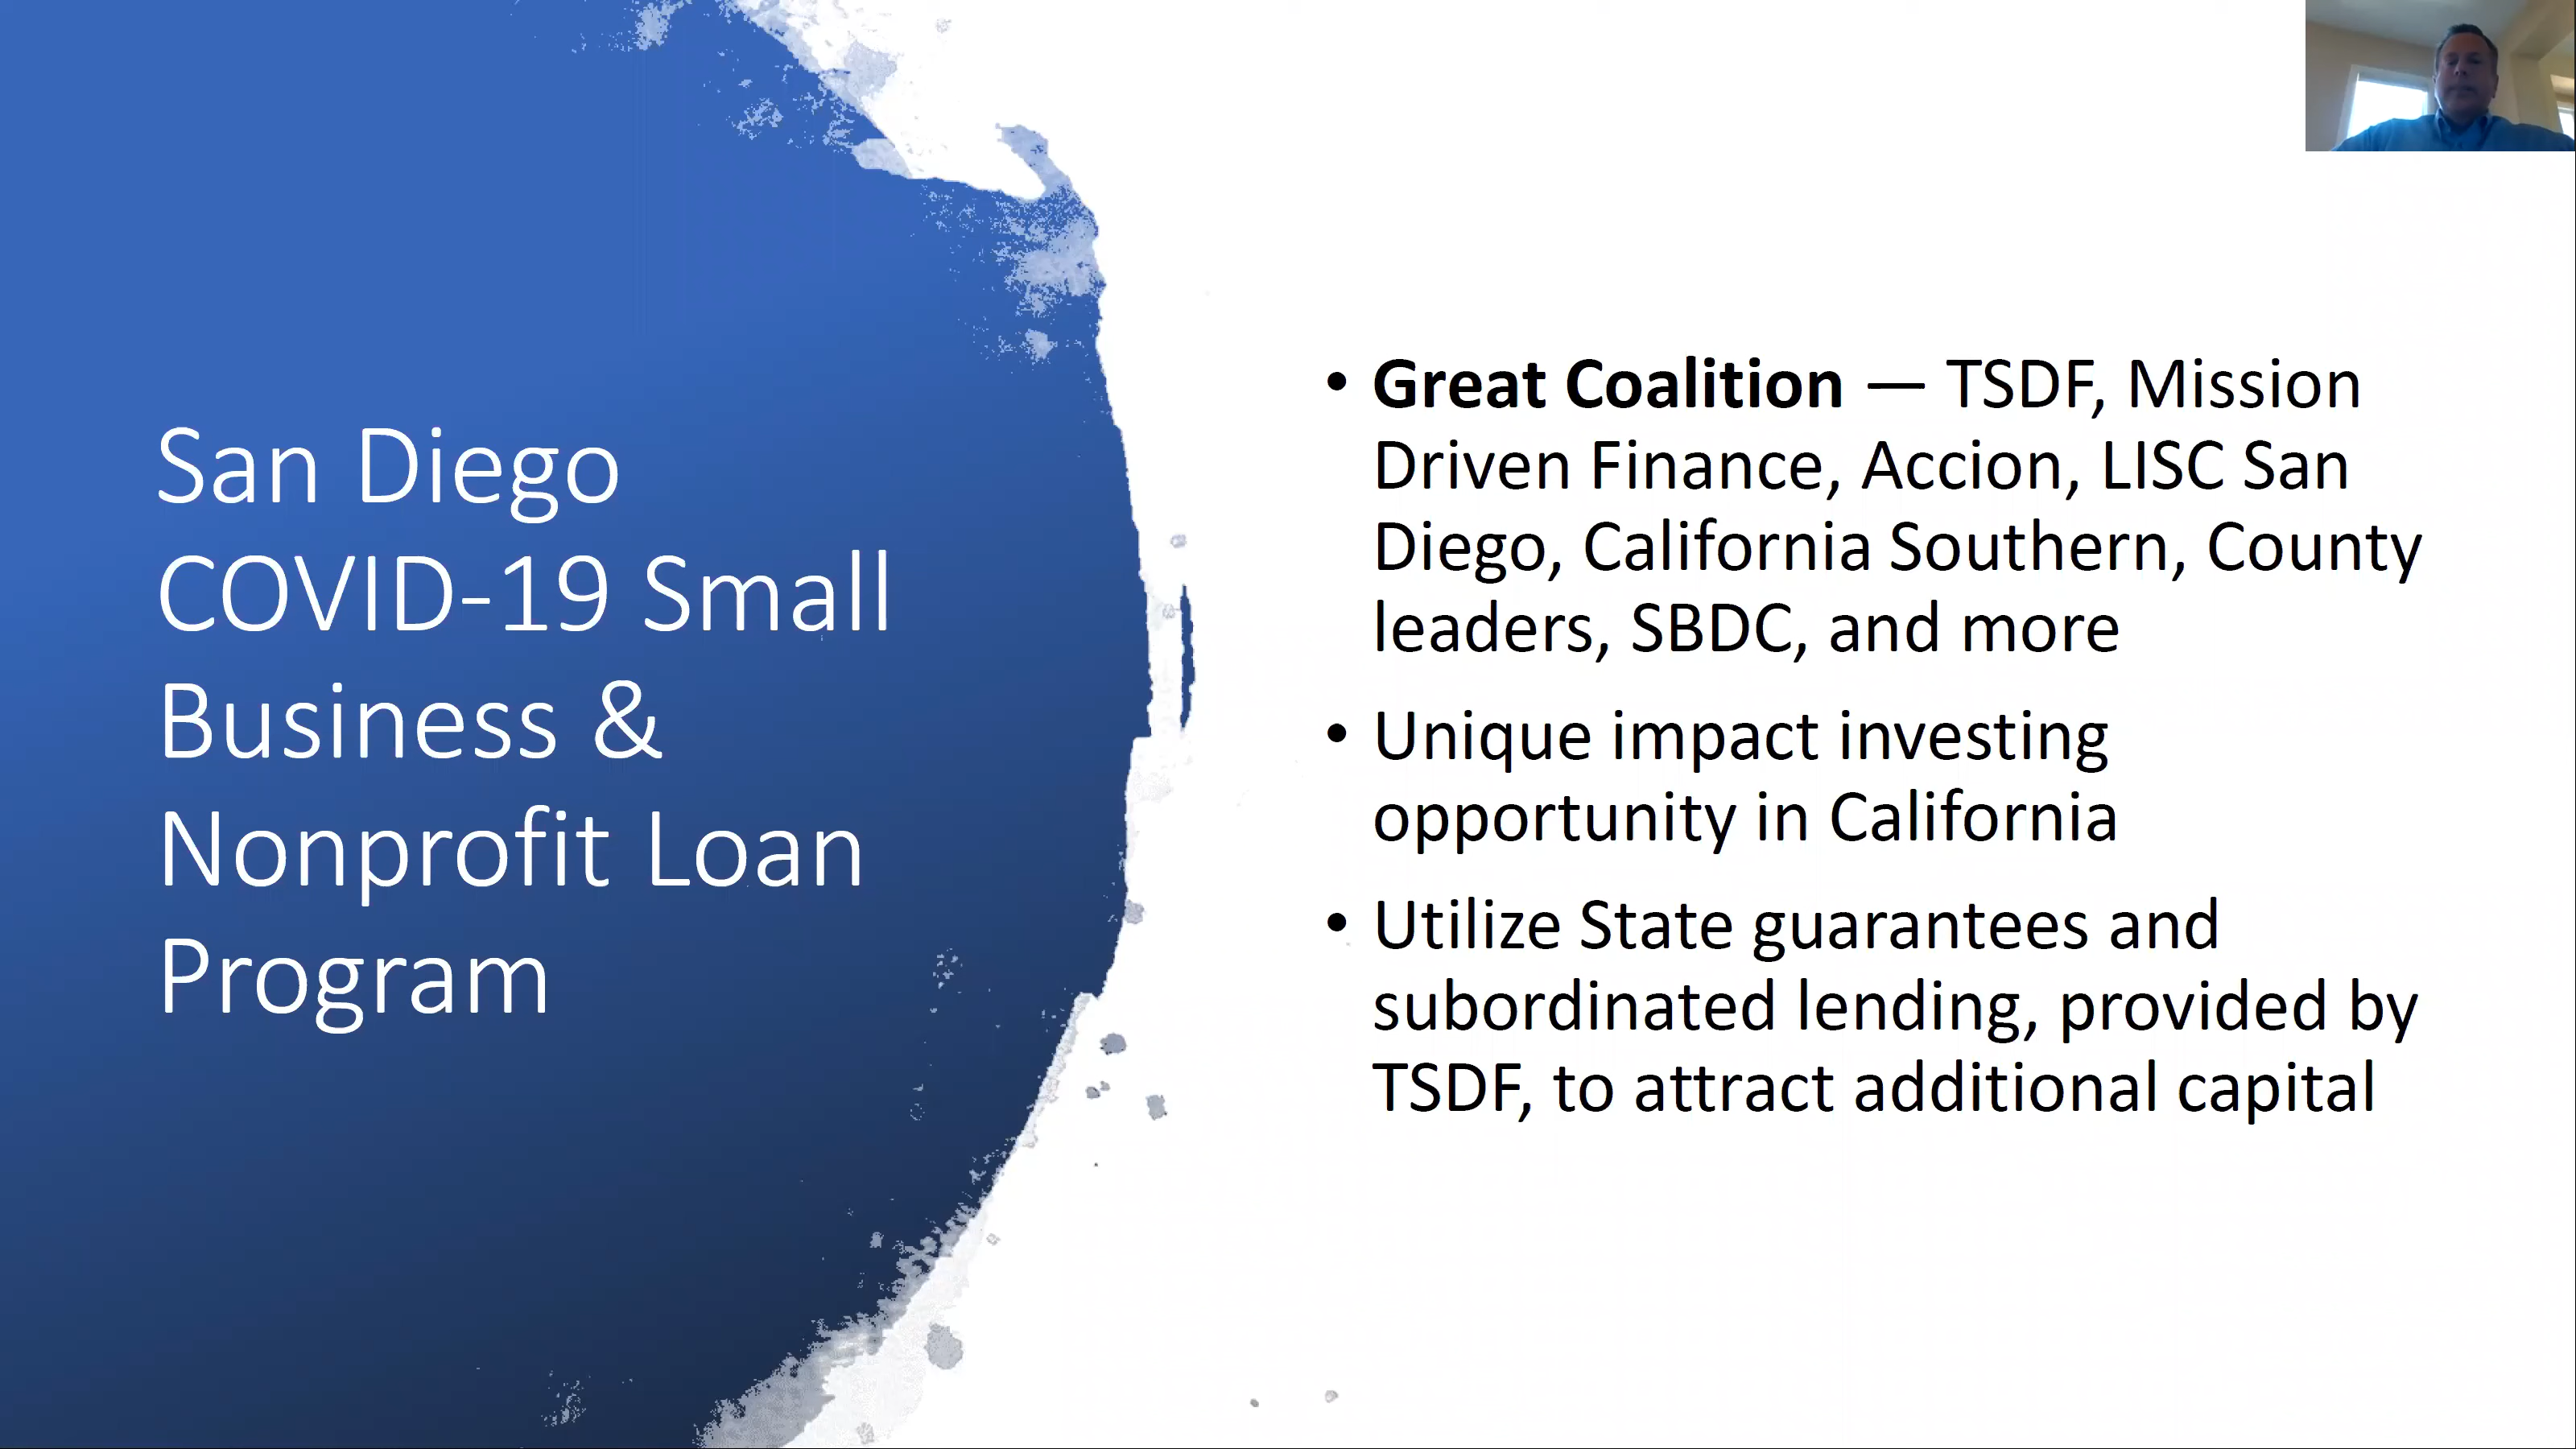 San Diego
COVID-19 Small
Business &
Nonprofit Loan
Program
• Great Coalition — TSDF, Mission
Driven Finance, Accion, LISC San
Diego, California Southern, County
leaders, SBDC, and more
• Unique impact investing
opportunity in California
• Utilize State guarantees and
subordinated lending, provided by
TSDF, to attract additional capital